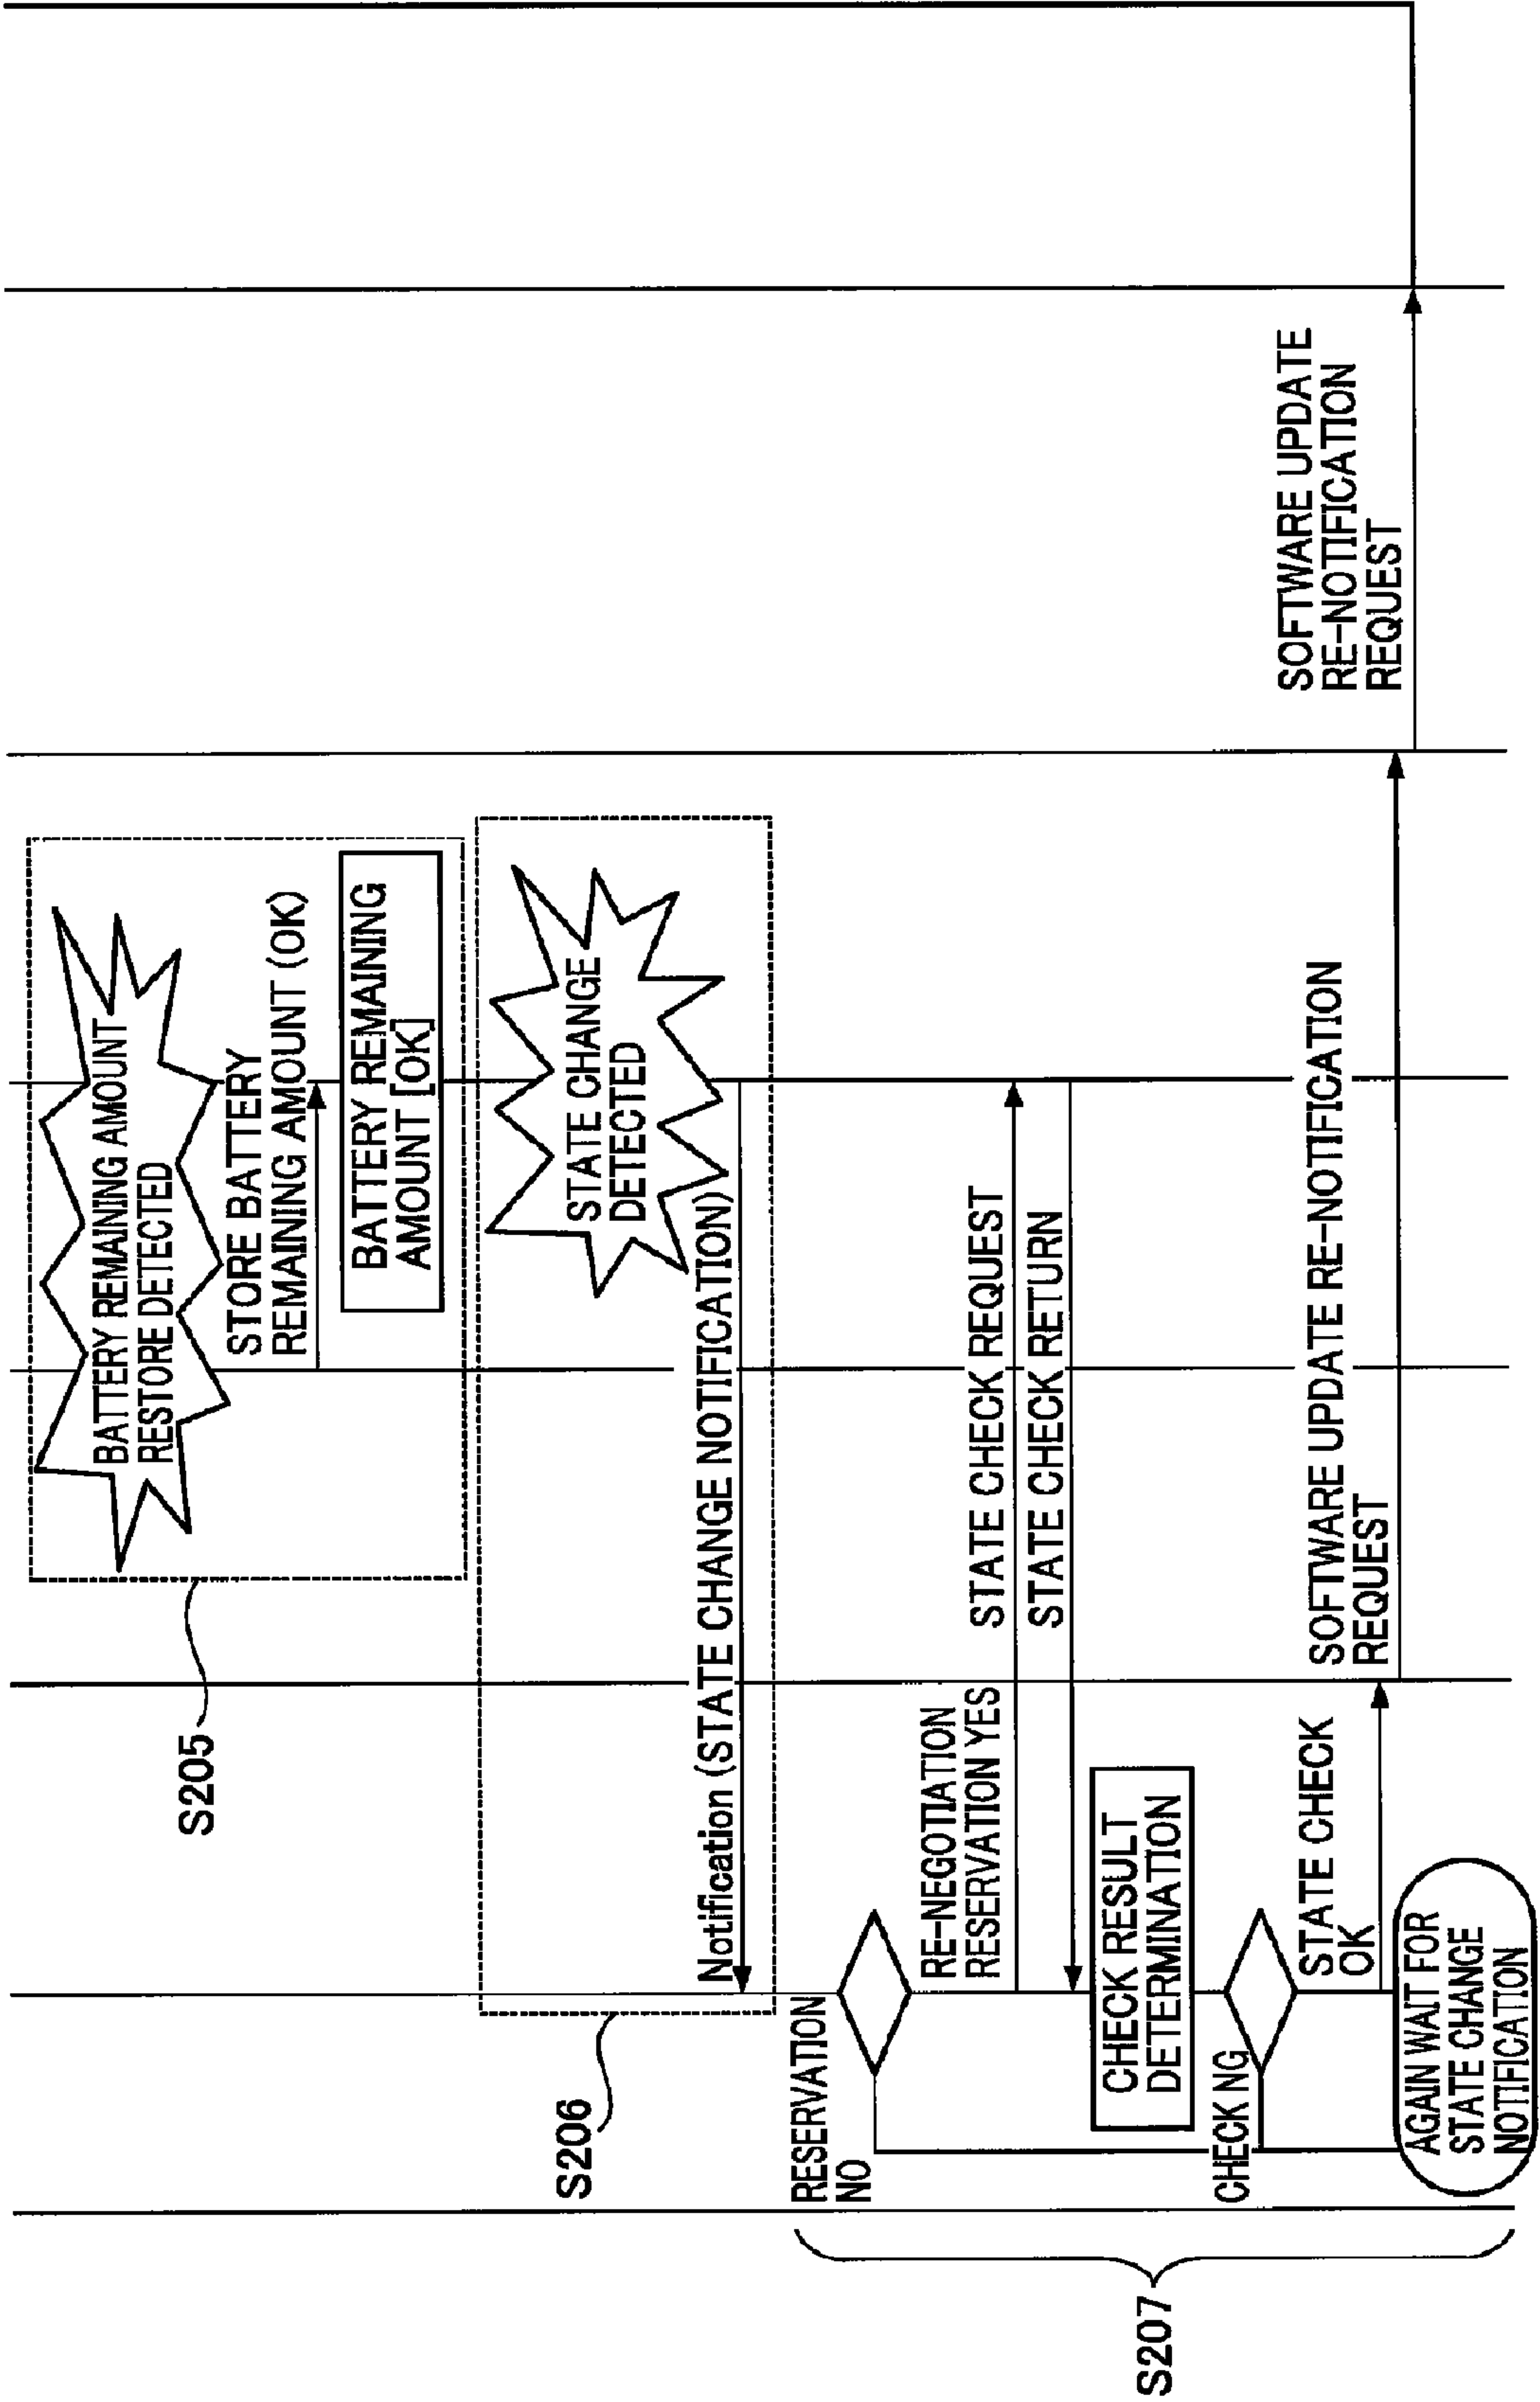 S205
BATTERY REMAINING AMOUNT
RESTORE DETECTED
STORE BATTERY
REMAINING AMOUNT (OK)
BATTERY REMAINING
AMOUNT [OK]
S206
STATE CHANGE
DETECTED
Notification (STATE CHANGE NOTIFICATION)
S207
RESERVATION
NO
RE-NEGOTIATION
RESERVATION YES
STATE CHECK REQUEST
STATE CHECK RETURN
CHECK RESULT
DETERMINATION
CHECK NG
STATE CHECK
OK
SOFTWARE UPDATE RE-NOTIFICATION
REQUEST
SOFTWARE UPDATE
RE-NOTIFICATION
REQUEST
AGAIN WAIT FOR
STATE CHANGE
NOTIFICATION